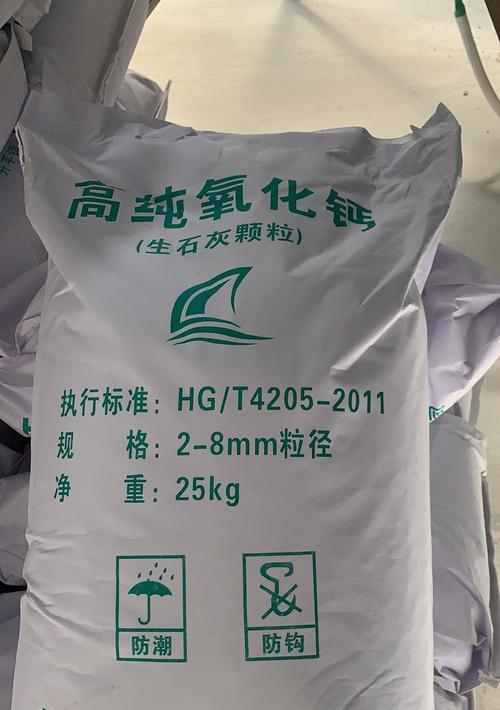 高纯氧化钙
(生石灰颗粒)
执行标准: HG/T4205-2011
规 格: 2-8mm粒径
净 重: 25kg
防潮
防钩